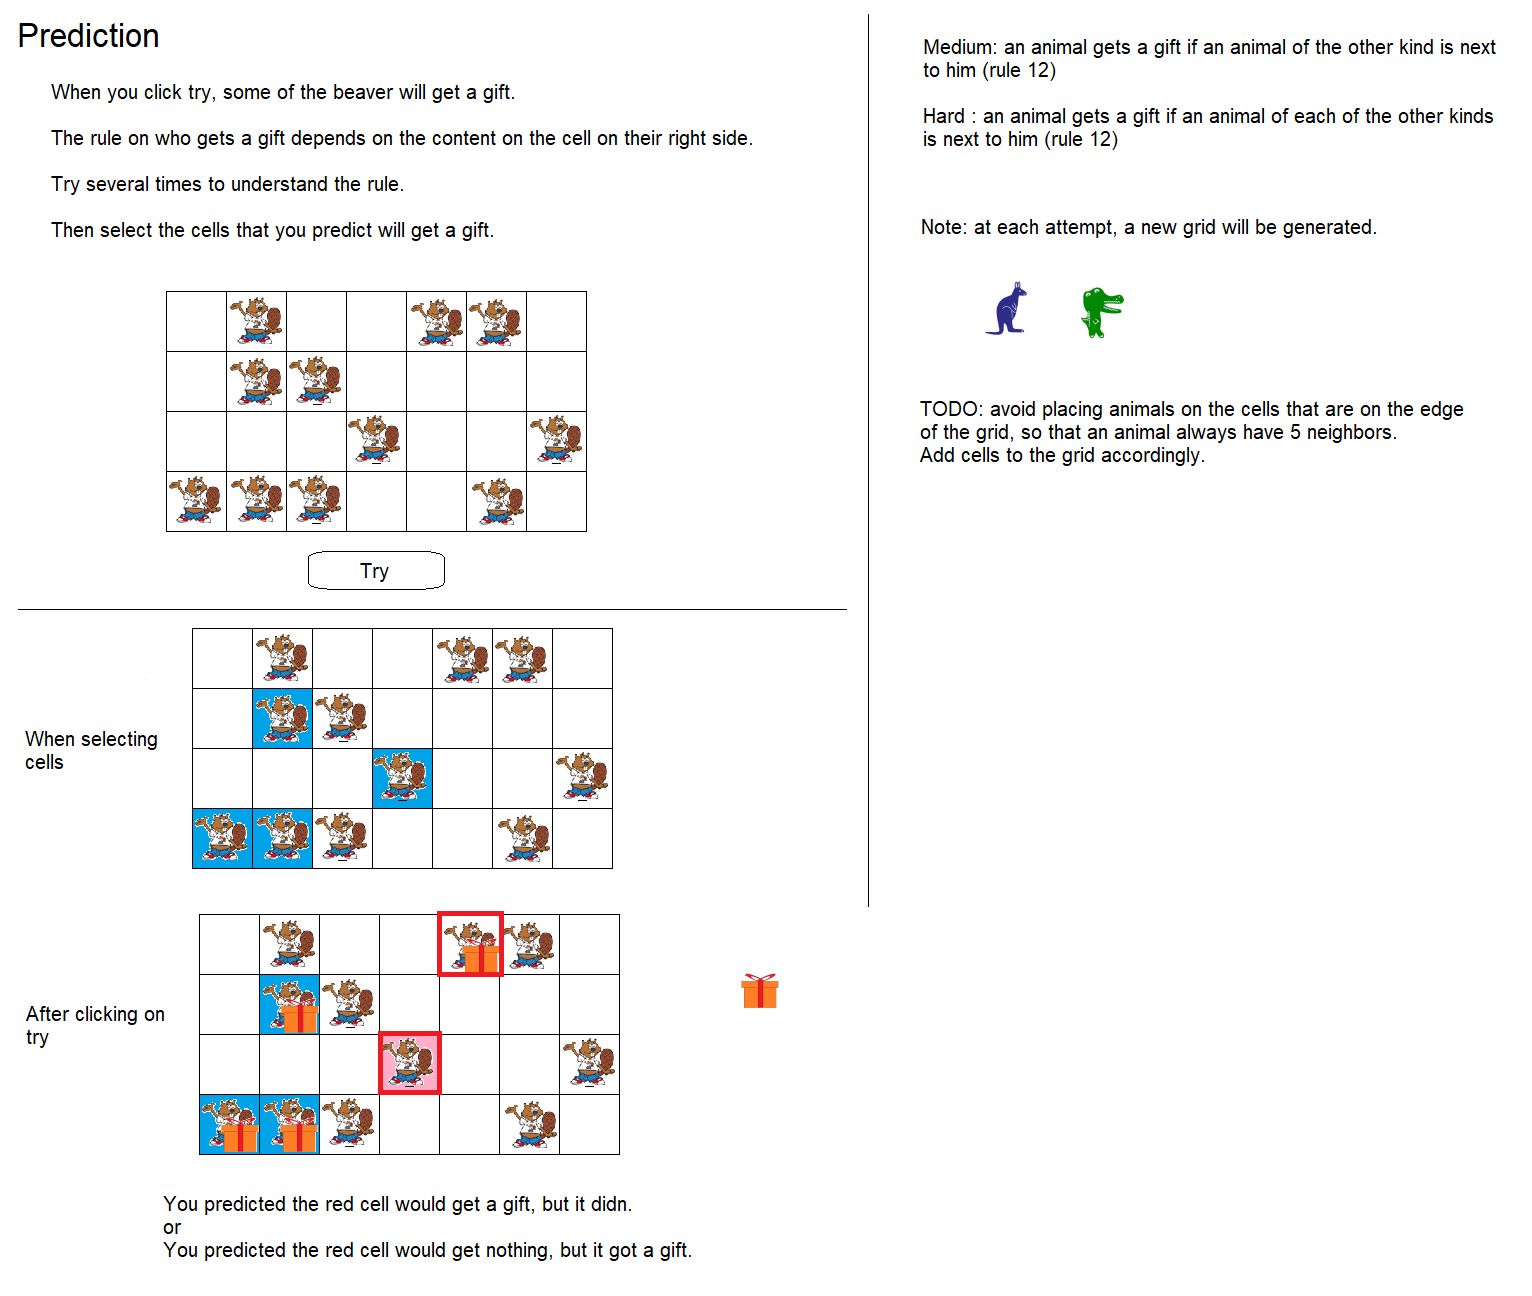 Prediction
When you click try, some of the beaver will get a gift.
The rule on who gets a gift depends on the content on the cell on their right side.
Try several times to understand the rule.
Then select the cells that you predict will get a gift.
Try
When selecting
cells
After clicking on
try
You predicted the red cell would get a gift, but it didn.
or
You predicted the red cell would get nothing, but it got a gift.
Medium: an animal gets a gift if an animal of the other kind is next
to him (rule 12)
Hard : an animal gets a gift if an animal of each of the other kinds
is next to him (rule 12)
Note: at each attempt, a new grid will be generated.
TODO: avoid placing animals on the cells that are on the edge
of the grid, so that an animal always have 5 neighbors.
Add cells to the grid accordingly.